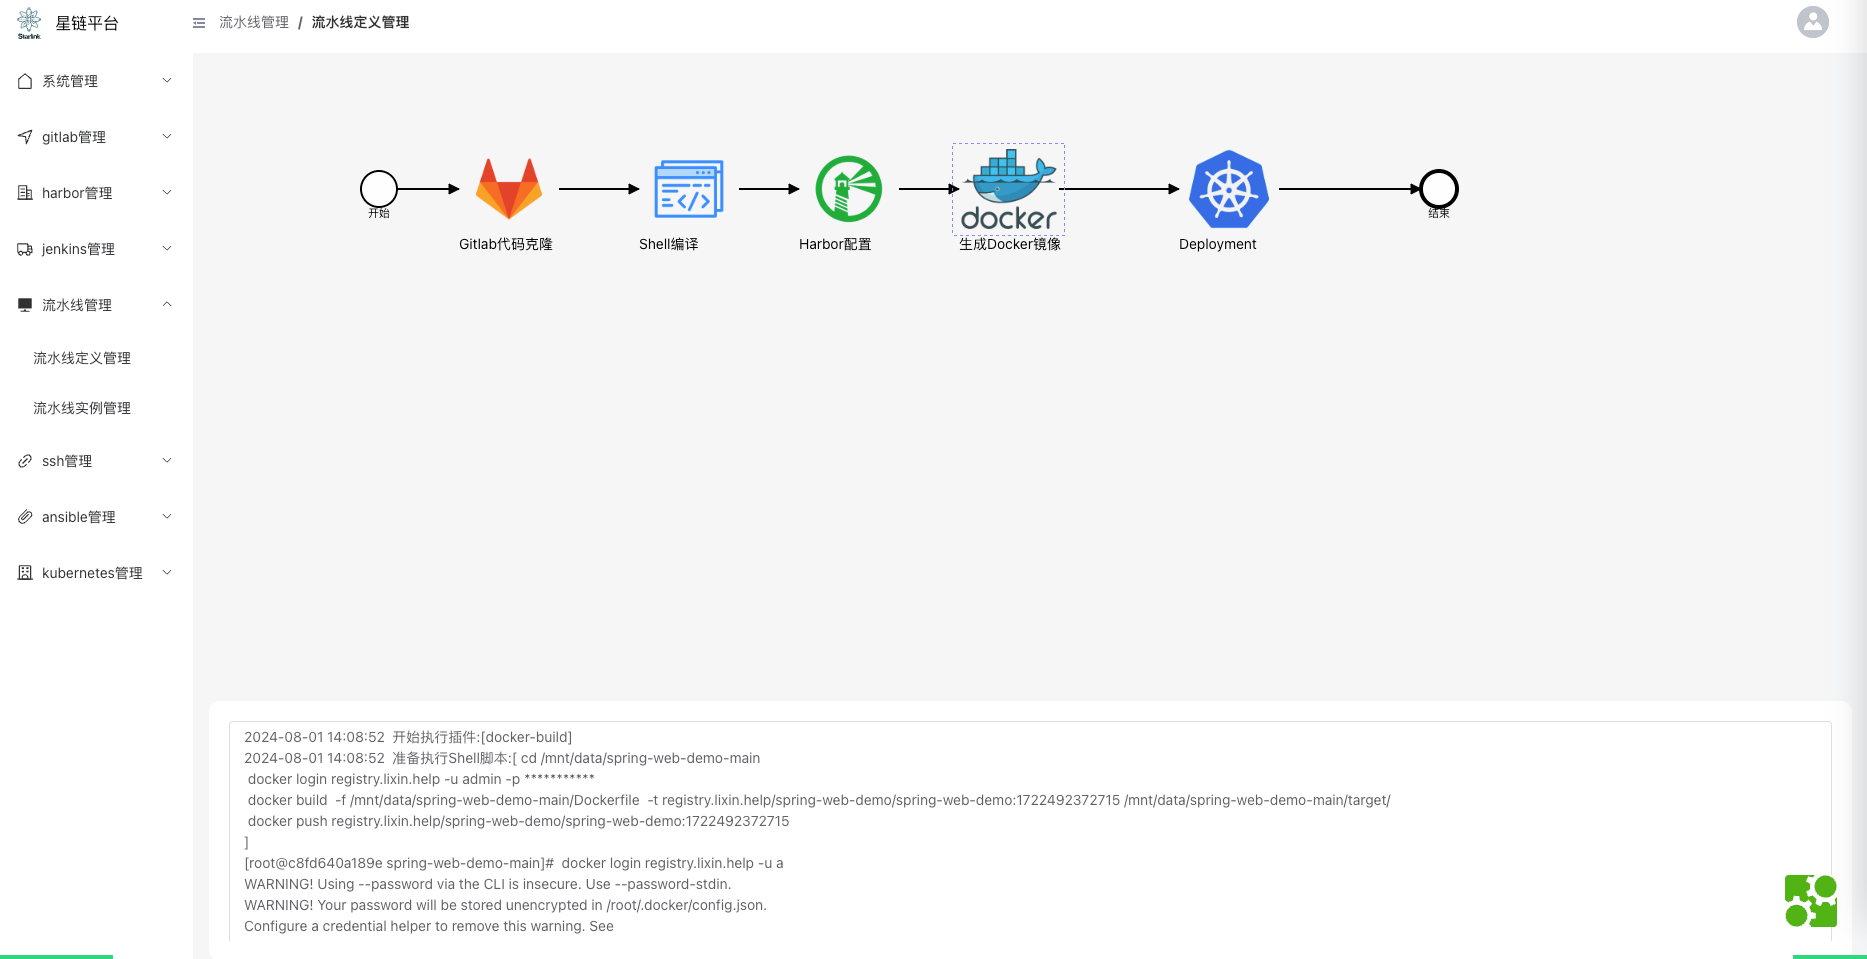 Starlink
星链平台
流水线管理 / 流水线定义管理
系统管理
gitlab管理
harbor管理
jenkins管理
流水线管理
流水线定义管理
流水线实例管理
ssh管理
ansible管理
kubernetes管理
开始
docker
结束
Gitlab代码克隆
Shell编译
Harbor配置
生成Docker镜像
Deployment
2024-08-01 14:08:52  开始执行插件:[docker-build]
2024-08-01 14:08:52  准备执行Shell脚本:[ cd /mnt/data/spring-web-demo-main
docker login registry.lixin.help -u admin -p ***********
docker build  -f /mnt/data/spring-web-demo-main/Dockerfile  -t registry.lixin.help/spring-web-demo/spring-web-demo:1722492372715 /mnt/data/spring-web-demo-main/target/
docker push registry.lixin.help/spring-web-demo/spring-web-demo:1722492372715
]
[root@c8fd640a189e spring-web-demo-main]#  docker login registry.lixin.help -u a
WARNING! Using --password via the CLI is insecure. Use --password-stdin.
WARNING! Your password will be stored unencrypted in /root/.docker/config.json.
Configure a credential helper to remove this warning. See